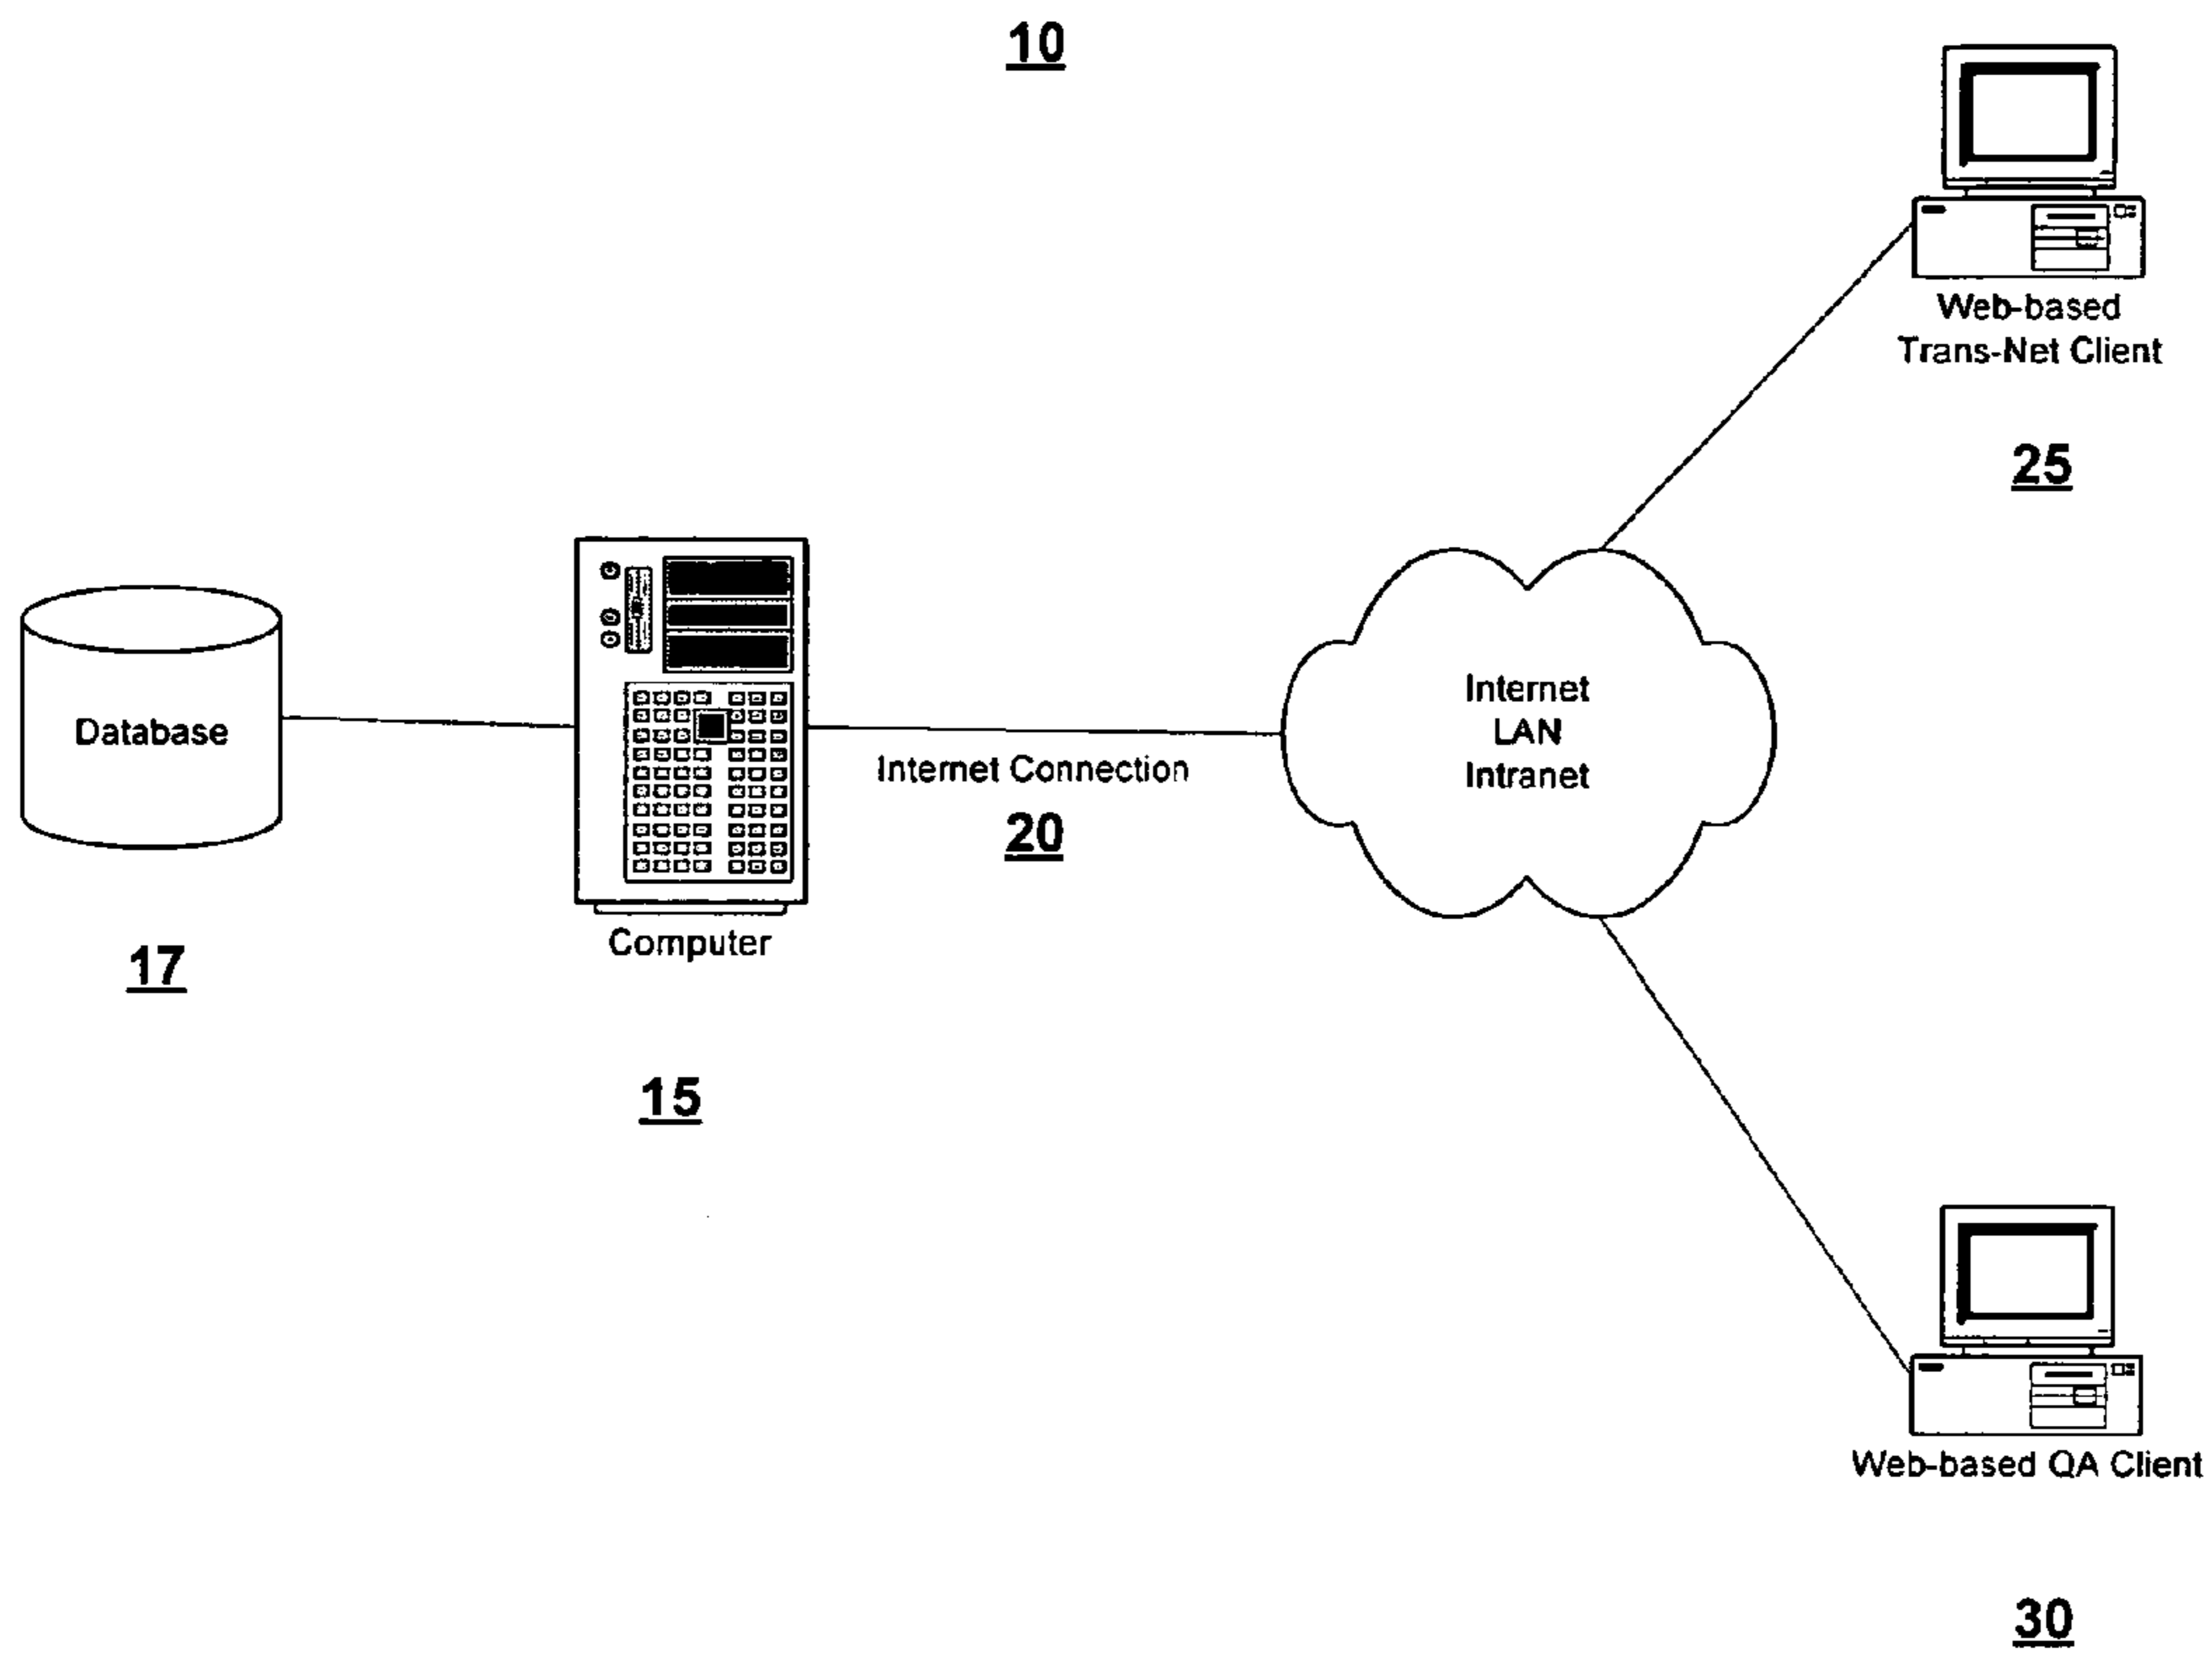 10
Web-based
Trans-Net Client
25
Database
Internet
LAN
Intranet
Internet Connection
20
Computer
17
15
Web-based QA Client
30